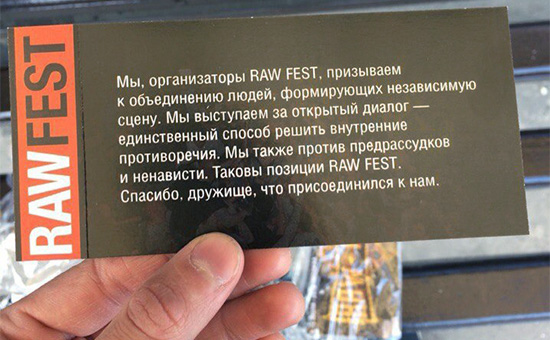 RAW FEST
Мы, организаторы RAW FEST, призываем
к объединению людей, формирующих независимую
сцену. Мы выступаем за открытый диалог —
единственный способ решить внутренние
противоречия. Мы также против предрассудков
и ненависти. Таковы позиции RAW FEST.
Спасибо, дружище, что присоединился к нам.